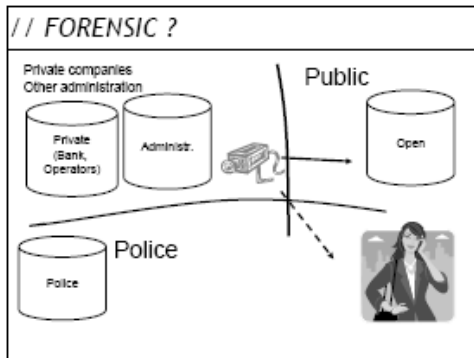 // FORENSIC ?
Private companies
Other administration
Public
Private
(Bank,
Operators)
Administr.
Open
Police
Police